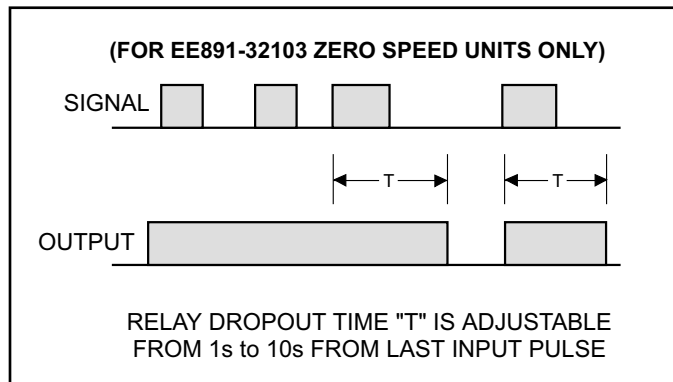 (FOR EE891-32103 ZERO SPEED UNITS ONLY)
SIGNAL
T
T
OUTPUT
RELAY DROPOUT TIME "T" IS ADJUSTABLE
FROM 1s to 10s FROM LAST INPUT PULSE